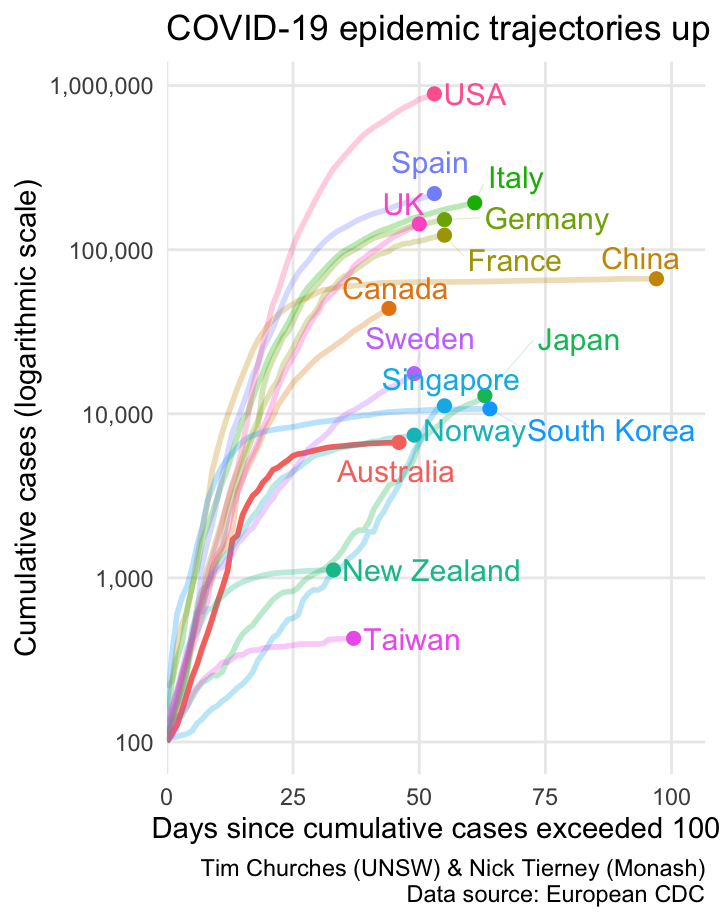 COVID-19 epidemic trajectories up
1,000,000
USA
Spain
Italy
UK
Germany
100,000
France
China
Canada
Sweden
Japan
Singapore
10,000
Norway
South Korea
Australia
1,000
New Zealand
Taiwan
100
Cumulative cases (logarithmic scale)
0 25 50 75 100
Days since cumulative cases exceeded 100
Tim Churches (UNSW) & Nick Tierney (Monash)
Data source: European CDC